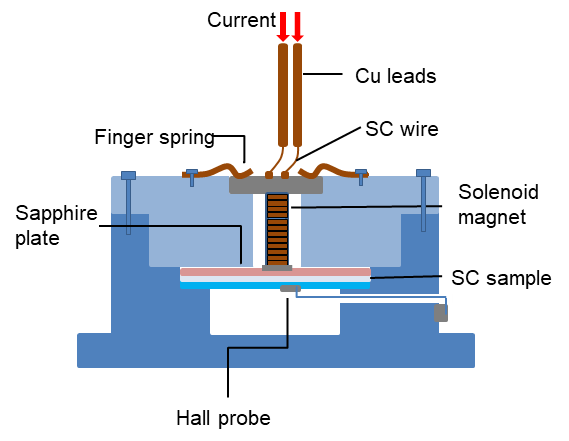 Current
Cu leads
SC wire
Finger spring
Solenoid
magnet
Sapphire
plate
SC sample
Hall probe